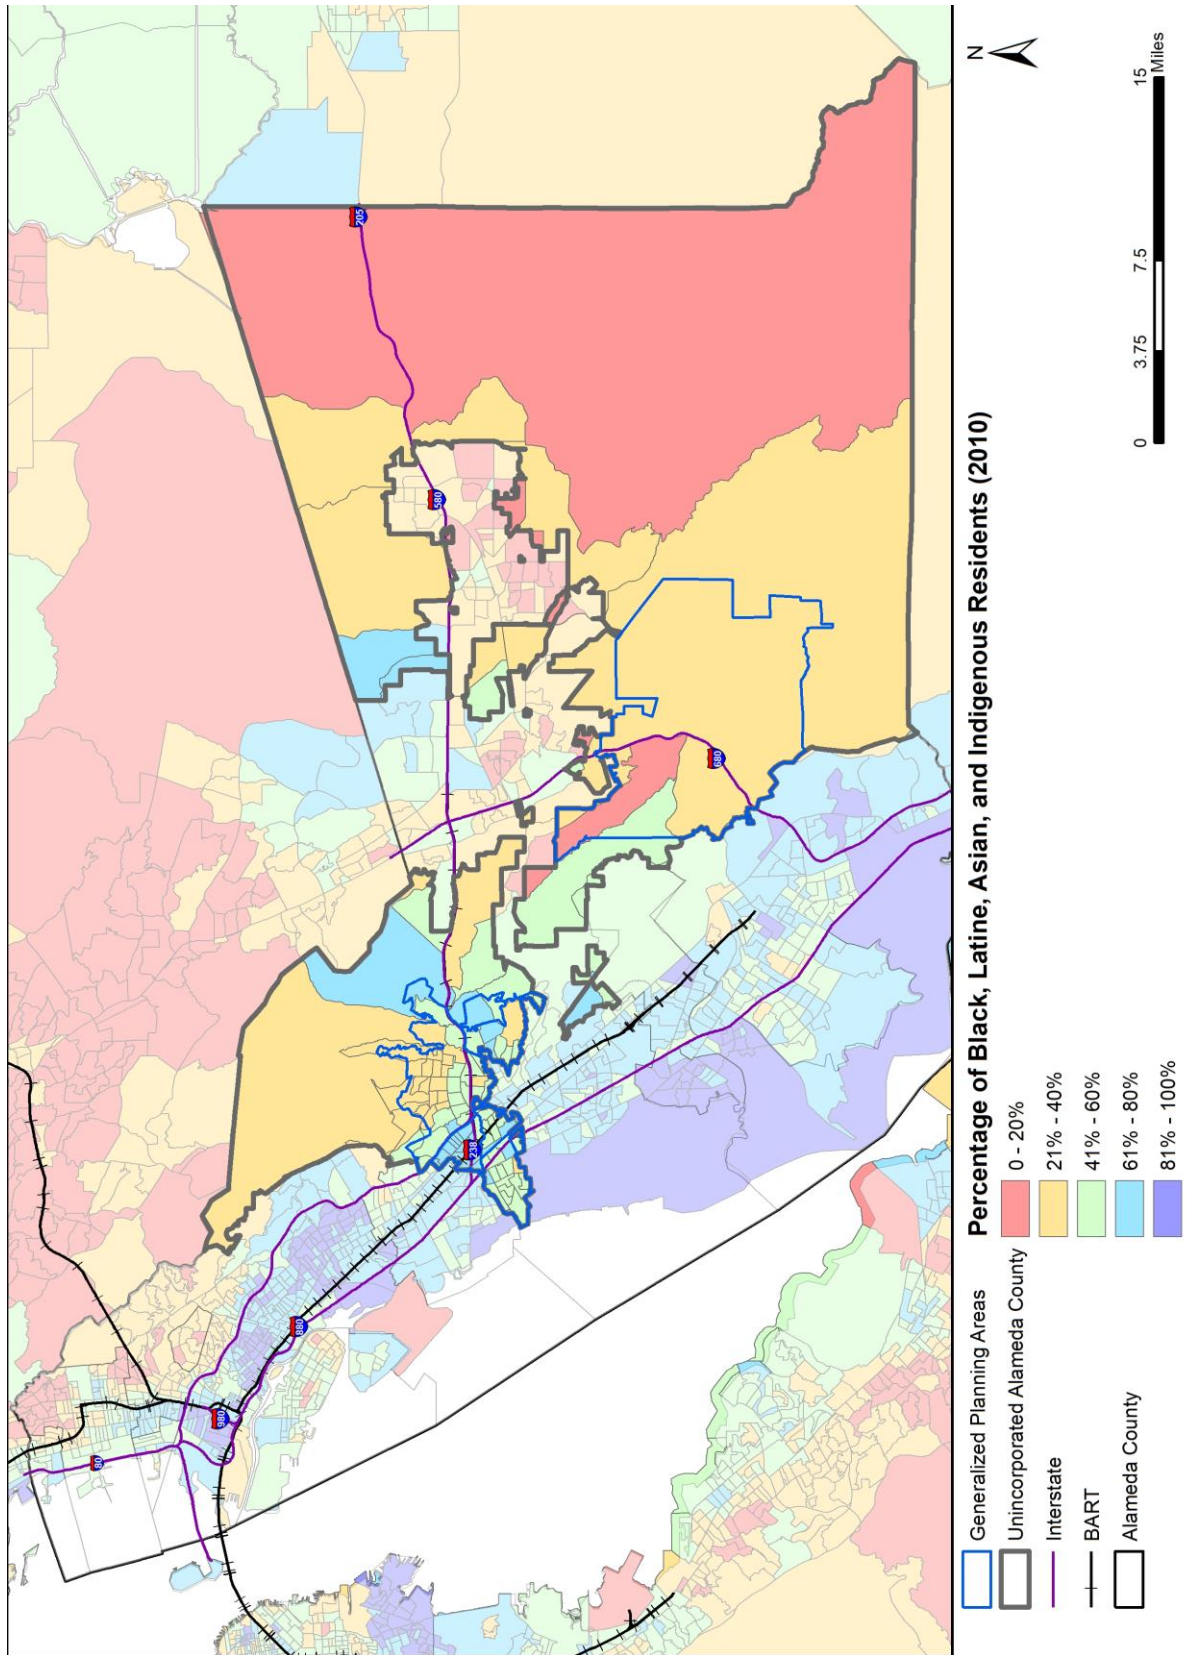 80
980
880
238
580
680
205
N
Generalized Planning Areas
Unincorporated Alameda County
Interstate
BART
Alameda County
Percentage of Black, Latine, Asian, and Indigenous Residents (2010)
0 - 20%
21% - 40%
41% - 60%
61% - 80%
81% - 100%
0 3.75 7.5 15
Miles